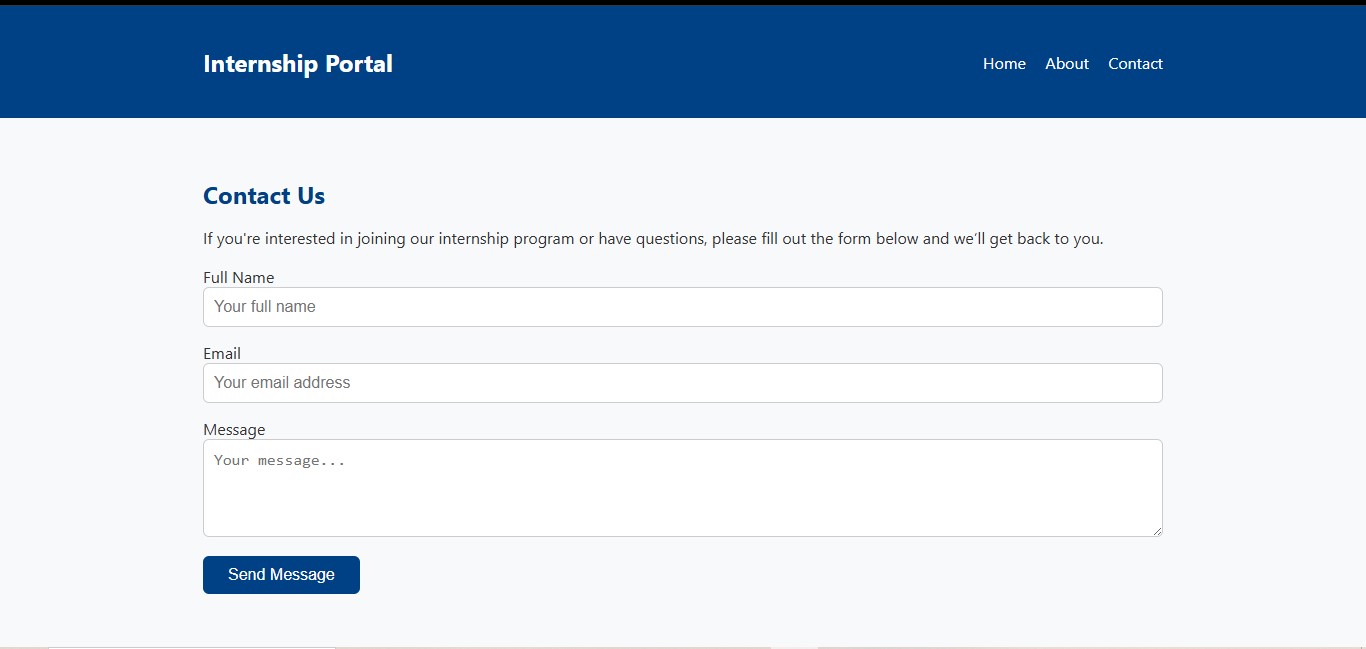 Internship Portal
Home About Contact
Contact Us
If you're interested in joining our internship program or have questions, please fill out the form below and we'll get back to you.
Full Name
Your full name
Email
Your email address
Message
Your message...
Send Message